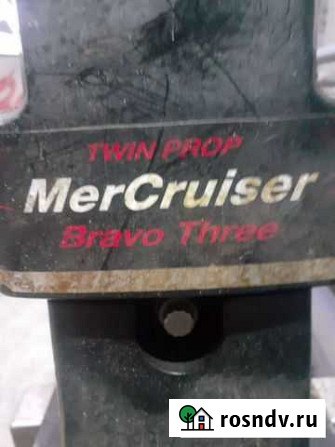 TWIN PROP
MerCruiser
Bravo Three
rosndv.ru